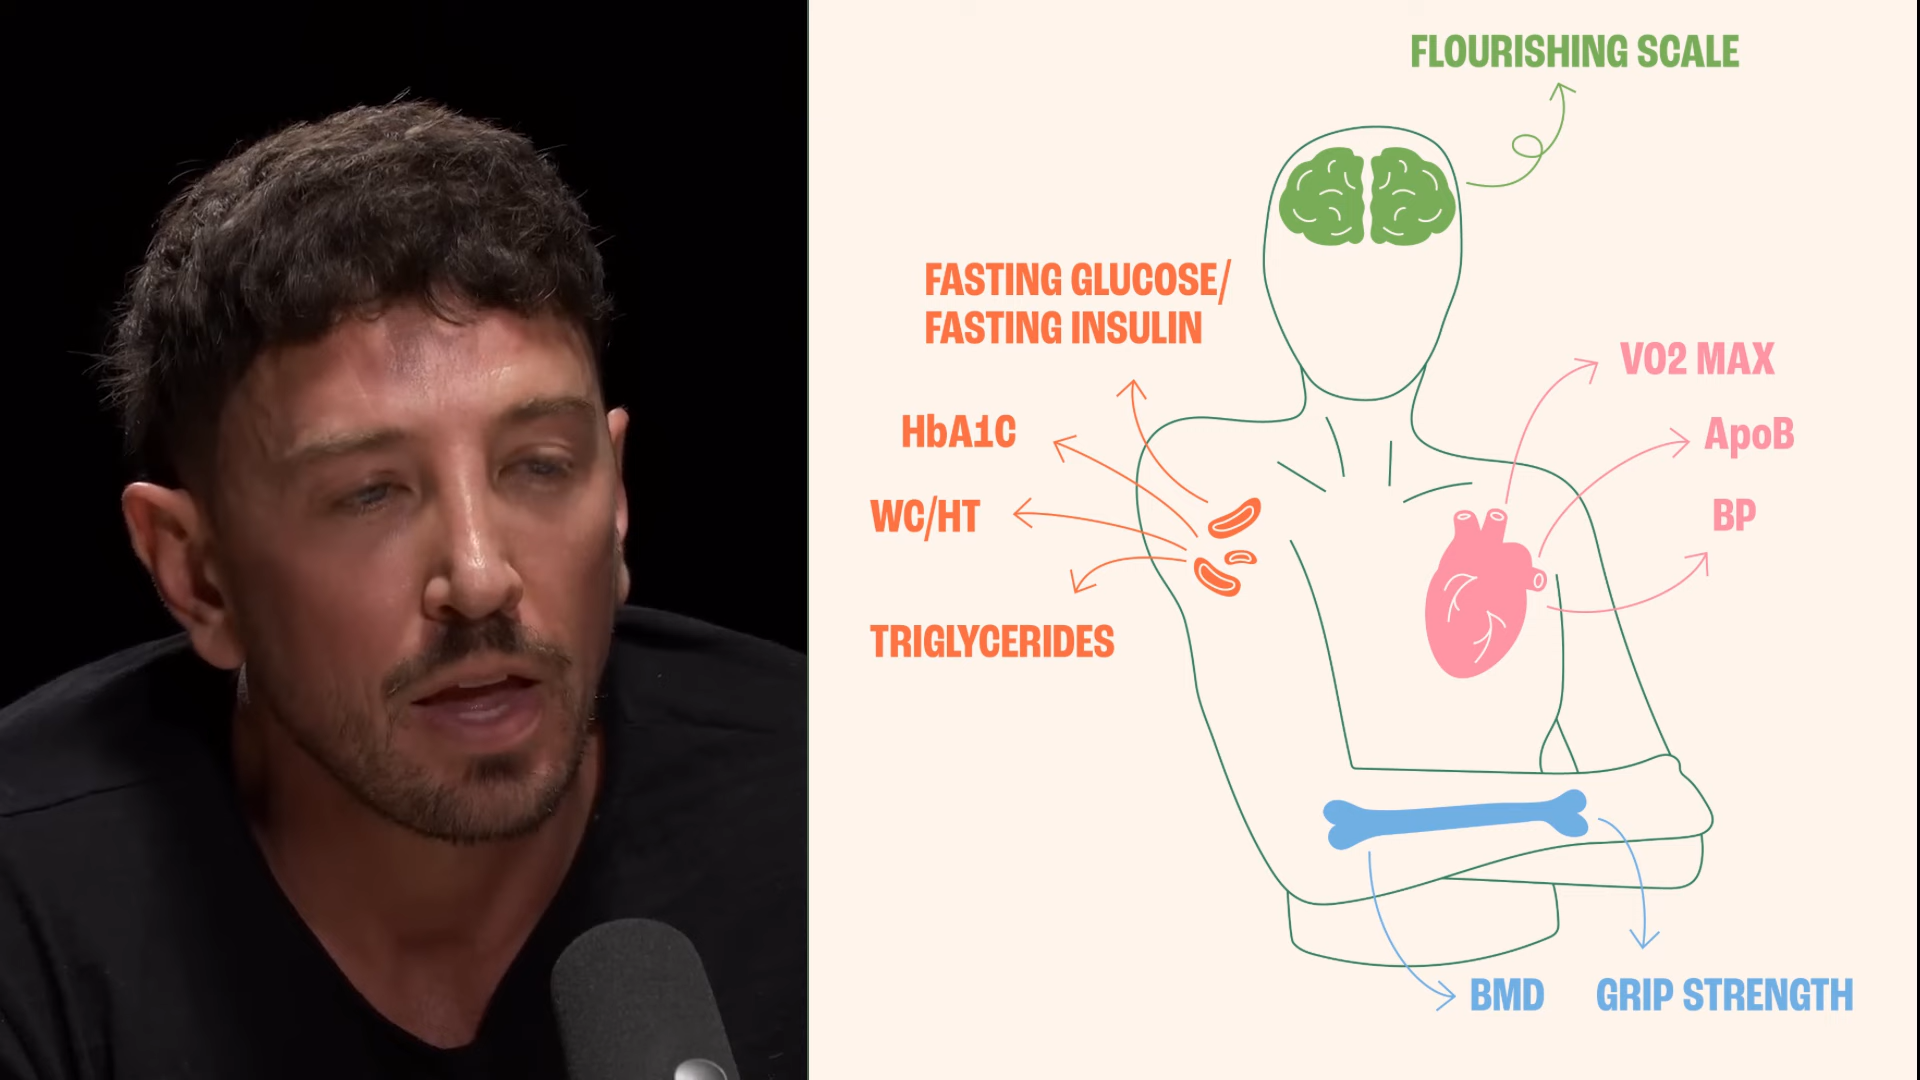 FLOURISHING SCALE
FASTING GLUCOSE/
FASTING INSULIN
HbA1C
WC/HT
TRIGLYCERIDES
VO2 MAX
ApoB
BP
BMD
GRIP STRENGTH